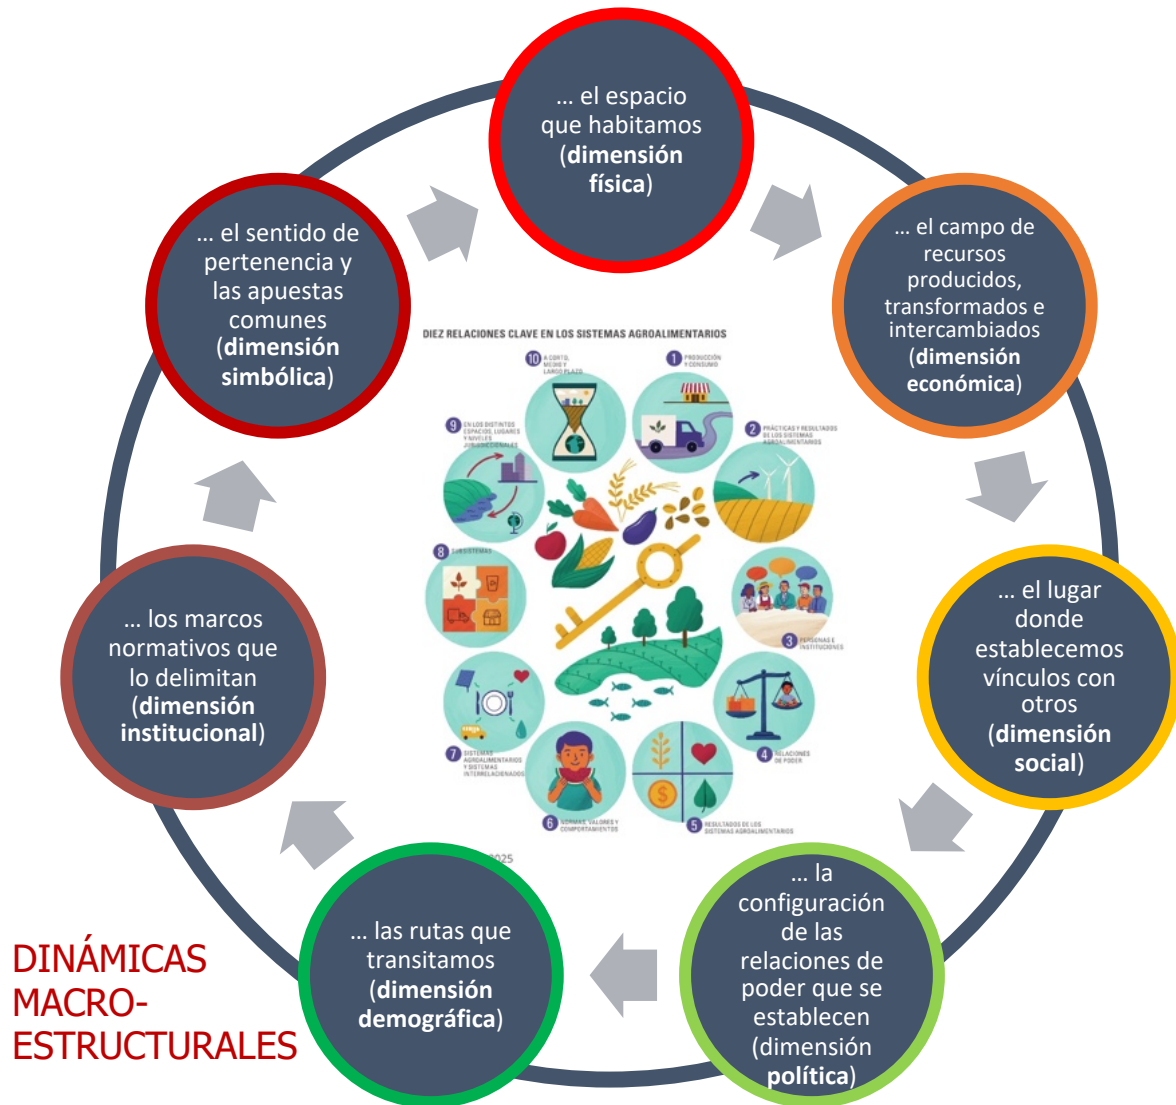 ... el espacio
que habitamos
(dimensión
física)
... el campo de
recursos
producidos,
transformados e
intercambiados
(dimensión
económica)
... el lugar
donde
establecemos
vínculos con
otros
(dimensión
social)
... la
configuración
de las
relaciones de
poder que se
establecen
(dimensión
política)
... las rutas que
transitamos
(dimensión
demográfica)
... los marcos
normativos que
lo delimitan
(dimensión
institucional)
... el sentido de
pertenencia y
las apuestas
comunes
(dimensión
simbólica)
DIEZ RELACIONES CLAVE EN LOS SISTEMAS AGROALIMENTARIOS
1 PRODUCCIÓN
Y CONSUMO
2 PRÁCTICAS Y RESULTADOS
DE LOS SISTEMAS
AGROALIMENTARIOS
3 PERSONAS E
INSTITUCIONES
4 RELACIONES
DE PODER
5 RESULTADOS DE LOS
SISTEMAS AGROALIMENTARIOS
6 NORMAS, VALORES Y
COMPORTAMIENTOS
7 SISTEMAS
AGROALIMENTARIOS
Y SISTEMAS
INTERRELACIONADOS
8 SUBSISTEMAS
9 EN LOS DISTINTOS
ESPACIOS, LUGARES
Y NIVELES
JURISDICCIONALES
10 A CORTO,
MEDIO Y
LARGO PLAZO
2025
DINÁMICAS
MACRO-
ESTRUCTURALES